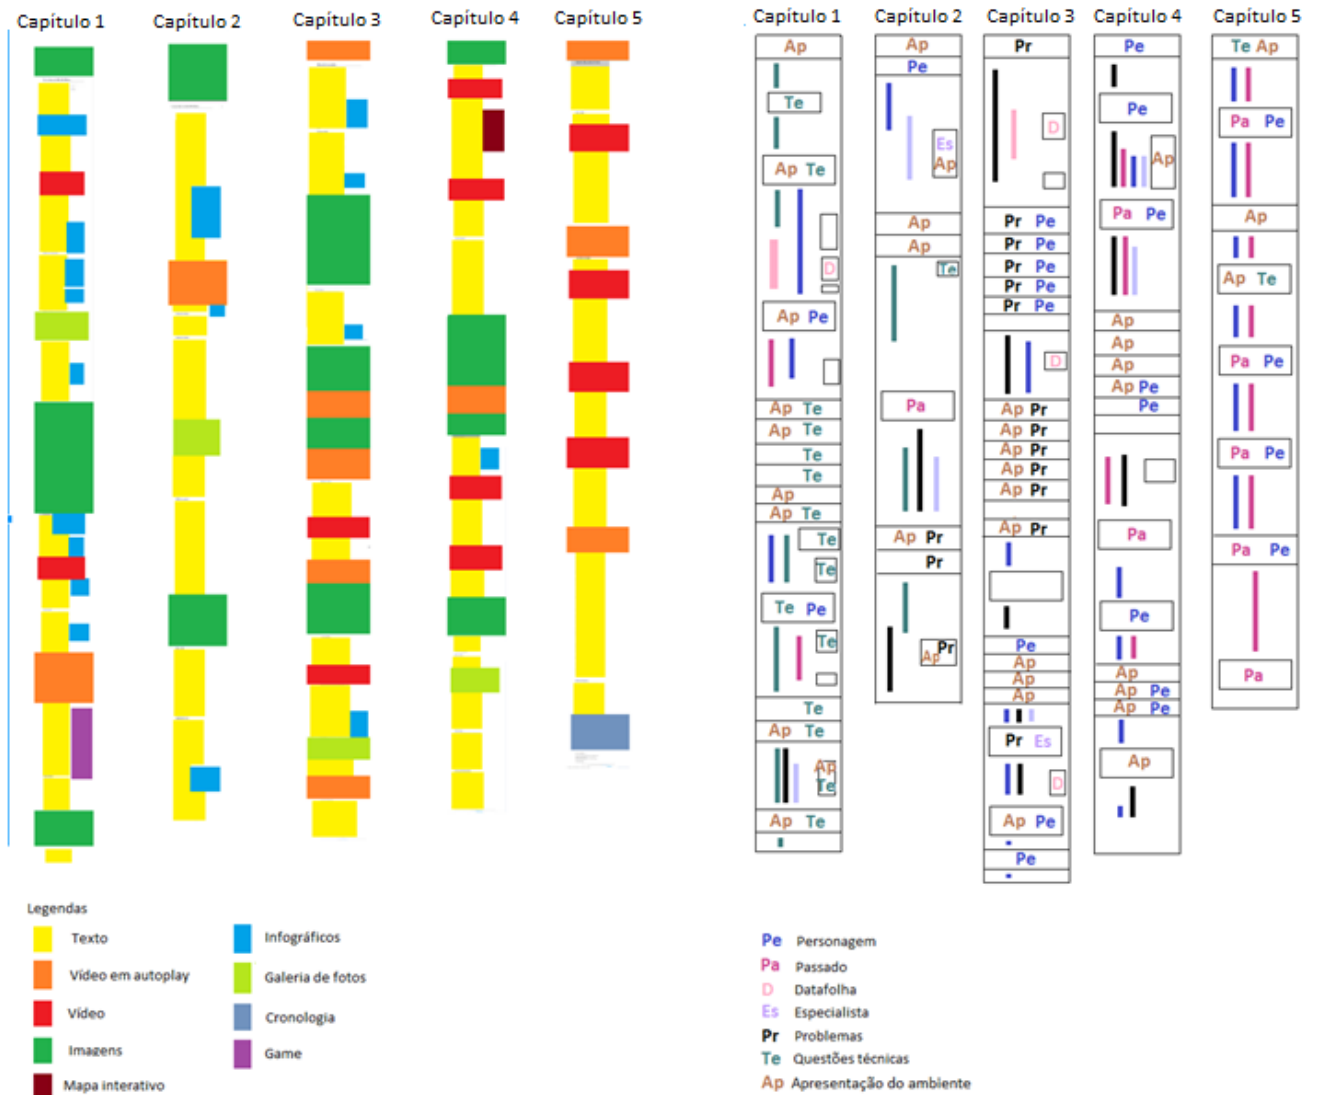 Capítulo 1
Capítulo 2
Capítulo 3
Capítulo 4
Capítulo 5
Legendas
Texto
Vídeo em autoplay
Vídeo
Imagens
Mapa interativo
Infográficos
Galeria de fotos
Cronologia
Game
Capítulo 1
Ap
Te
Ap Te
D
Ap Pe
Ap Te
Ap Te
Te
Te
Ap
Ap Te
Te
Te
Te Pe
Te
Te
Ap Te
Ap
Te
Ap Te
Capítulo 2
Ap
Pe
Es
Ap
Ap
Ap
Te
Pa
Ap Pr
Pr
Pr
Ap
Capítulo 3
Pr
D
Pr Pe
Pr Pe
Pr Pe
Pr Pe
Pr Pe
D
Ap Pr
Ap Pr
Ap Pr
Ap Pr
Ap Pr
Ap Pr
Pe
Ap
Ap
Ap
Pr Es
D
Ap Pe
Pe
Capítulo 4
Pe
Pe
Ap
Pa Pe
Ap
Ap
Ap
Ap Pe
Pe
Pa
Pe
Ap
Ap Pe
Ap Pe
Ap
Capítulo 5
Te Ap
Pa Pe
Ap
Ap Te
Pa Pe
Pa Pe
Pa Pe
Pa
Pe Personagem
Pa Passado
D Datafolha
Es Especialista
Pr Problemas
Te Questões técnicas
Ap Apresentação do ambiente